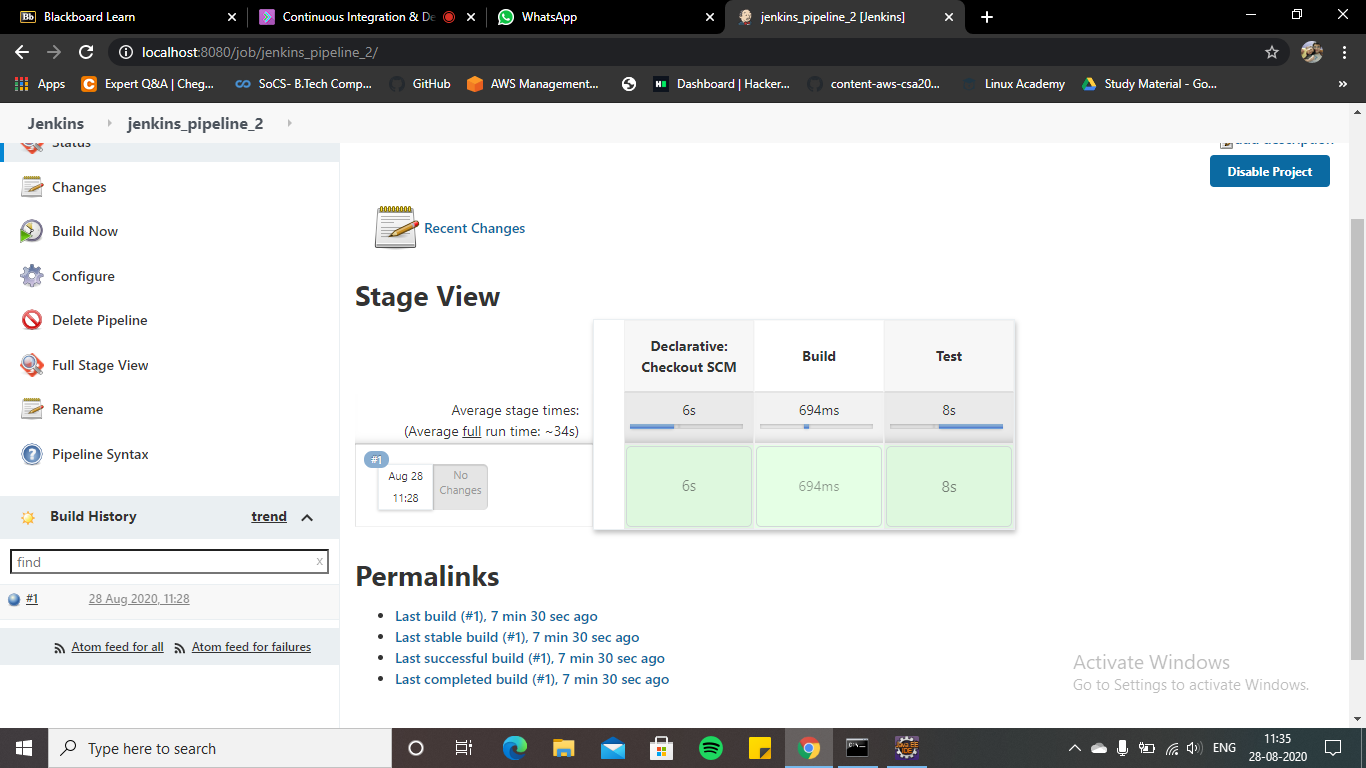 Blackboard Learn
Continuous Integration & De
WhatsApp
jenkins_pipeline_2 [Jenkins]
localhost:8080/job/jenkins_pipeline_2/
Apps
Expert Q&A | Cheg...
SoCS- B.Tech Comp...
GitHub
AWS Management...
Dashboard | Hacker...
content-aws-csa20...
Linux Academy
Study Material - Go...
»
Jenkins
jenkins_pipeline_2
Status
add description
Disable Project
Changes
Build Now
Configure
Delete Pipeline
Full Stage View
Rename
Pipeline Syntax
Build History
trend
find
x
#1
28 Aug 2020, 11:28
Atom feed for all
Atom feed for failures
Recent Changes
Stage View
Declarative:
Checkout SCM
Build
Test
Average stage times:
(Average full run time: ~34s)
6s
694ms
8s
#1
Aug 28
11:28
No
Changes
6s
694ms
8s
Permalinks
Last build (#1), 7 min 30 sec ago
Last stable build (#1), 7 min 30 sec ago
Last successful build (#1), 7 min 30 sec ago
Last completed build (#1), 7 min 30 sec ago
Activate Windows
Go to Settings to activate Windows.
Type here to search
ENG
11:35
28-08-2020